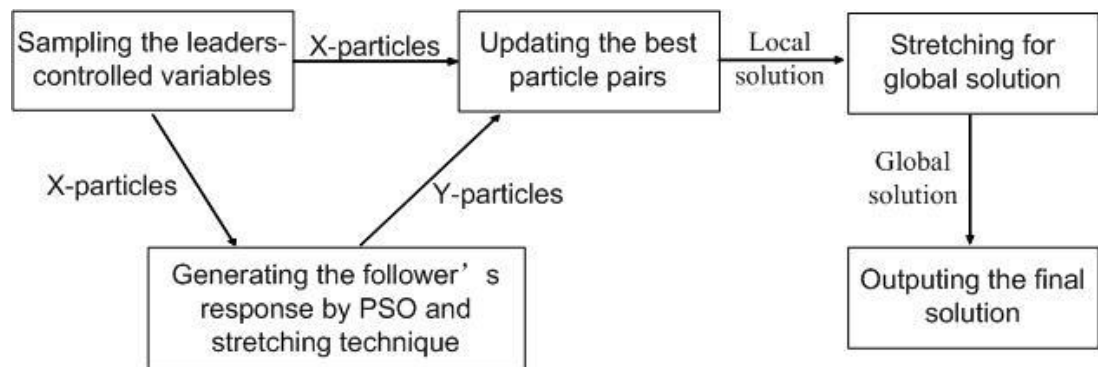 Sampling the leaders-
controlled variables
X-particles
Updating the best
particle pairs
Local
solution
Stretching for
global solution
X-particles
Y-particles
Global
solution
Generating the follower’s
response by PSO and
stretching technique
Outputing the final
solution